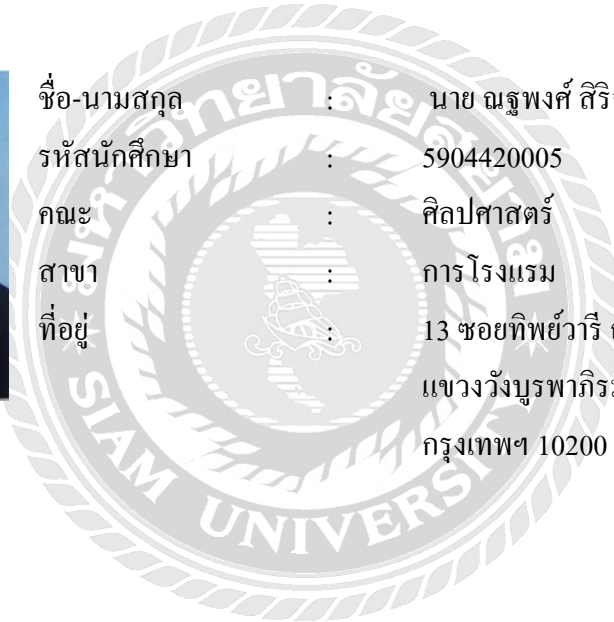 ชื่อ-นามสกุล : นาย ณฐพงศ์
รหัสนักศึกษา : 5904420005
คณะ : ศิลปศาสตร์
สาขา : การโรงแรม
ที่อยู่ : 13 ซอยทิพย์วารี
กรุงเทพฯ 10200
SIAM UNIVERSITY